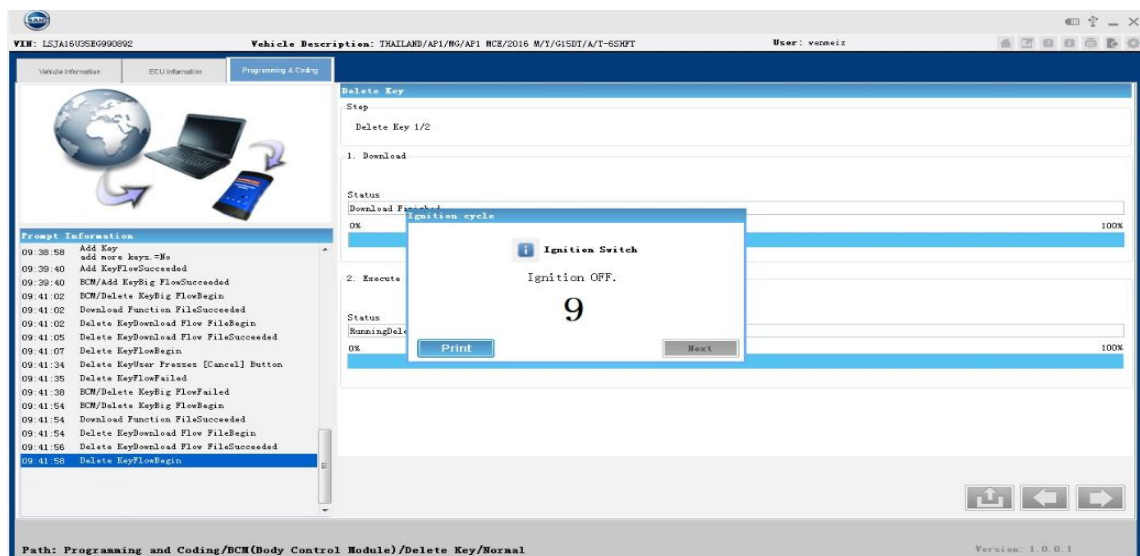 SAIC
VIN: LSJA16U35EG990892 Vehicle Description: THAILAND/AP1/MG/AP1 MCE/2016 M/Y/G15DT/A/T-6SHFT User: venmeiz
Vehicle Information ECU Information Programming & Coding
Delete Key
Step
Delete Key 1/2
1. Download
Status
Download Finished
0% 100%
Ignition cycle
Ignition Switch
Ignition OFF.
9
Print Next
2. Execute
Status
RunningDele
0% 100%
Prompt Information
09:38:58 Add Key
add more keys.=No
09:39:40 Add KeyFlowSucceeded
09:39:40 BCM/Add KeyBig FlowSucceeded
09:41:02 BCM/Delete KeyBig FlowBegin
09:41:02 Download Function FileSucceeded
09:41:02 Delete KeyDownload Flow FileBegin
09:41:05 Delete KeyDownload Flow FileSucceeded
09:41:07 Delete KeyFlowBegin
09:41:34 Delete KeyUser Presses [Cancel] Button
09:41:35 Delete KeyFlowFailed
09:41:38 BCM/Delete KeyBig FlowFailed
09:41:54 BCM/Delete KeyBig FlowBegin
09:41:54 Download Function FileSucceeded
09:41:54 Delete KeyDownload Flow FileBegin
09:41:56 Delete KeyDownload Flow FileSucceeded
09:41:58 Delete KeyFlowBegin
Path: Programming and Coding/BCM(Body Control Module)/Delete Key/Normal Version: 1.0.0.1